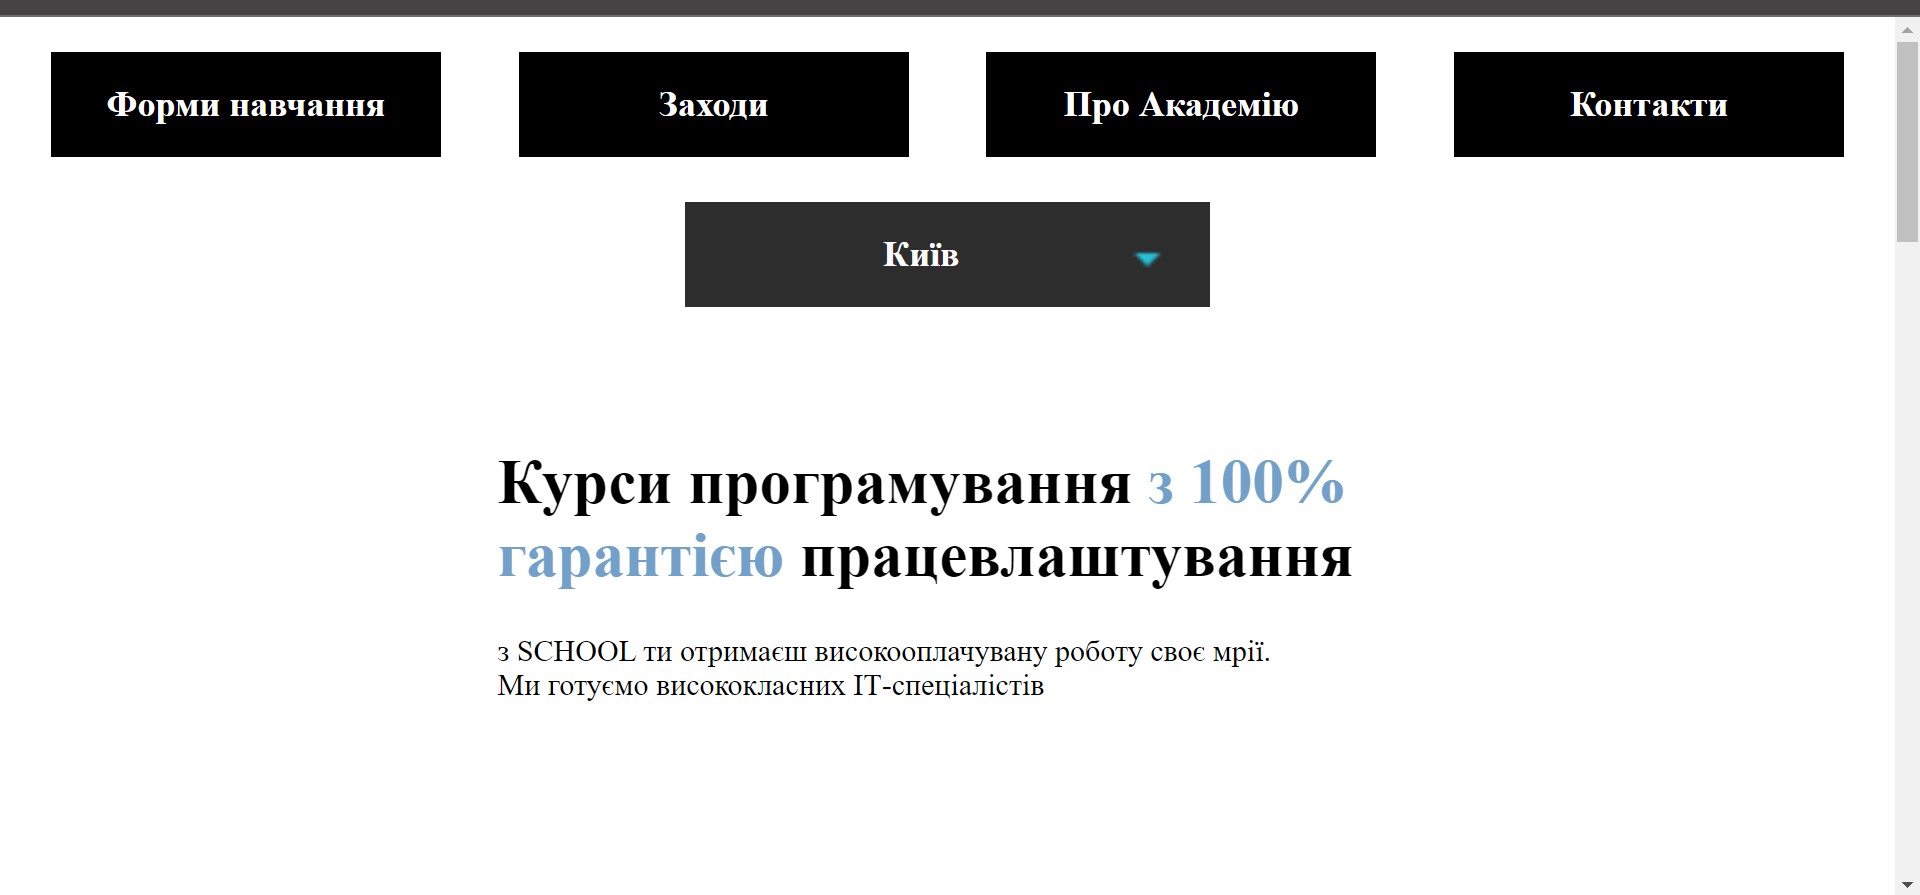 Форми навчання
Заходи
Про Академію
Контакти
Київ
Курси програмування з 100%
гарантією працевлаштування
з SCHOOL ти отримаєш високооплачувану роботу своє мрії.
Ми готуємо висококласних ІТ-спеціалістів